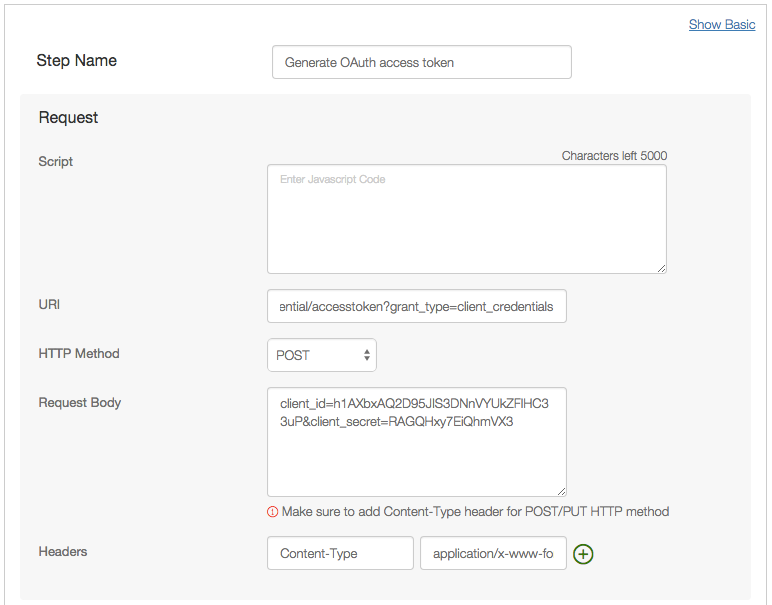 Show Basic
Step Name
Generate OAuth access token
Request
Script
Characters left 5000
Enter Javascript Code
URI
ential/accesstoken?grant_type=client_credentials
HTTP Method
POST
Request Body
client_id=h1AXbxAQ2D95JIS3DNnVYUkZFIHC3
3uP&client_secret=RAGQHxy7EiQhmVX3
Make sure to add Content-Type header for POST/PUT HTTP method
Headers
Content-Type
application/x-www-fo